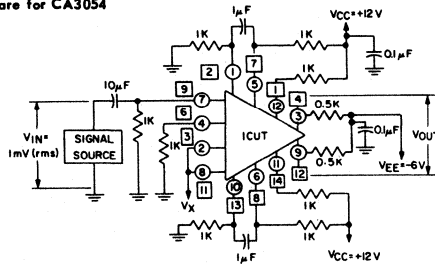 are for CA3054
1µF
1K
1K
VCC=+12V
0.1µF
2
1
7
5
1K
1
12
10µF
9
7
4
3
0.5K
6
4
VIN=
1mV (rms)
SIGNAL
SOURCE
1K
1K
3
2
ICUT
0.1µF
VOUT
0.5K
8
11
VX
10
13
6
8
11
14
9
12
VEE=-6V
1K
1K
1K
1µF
VCC=+12V